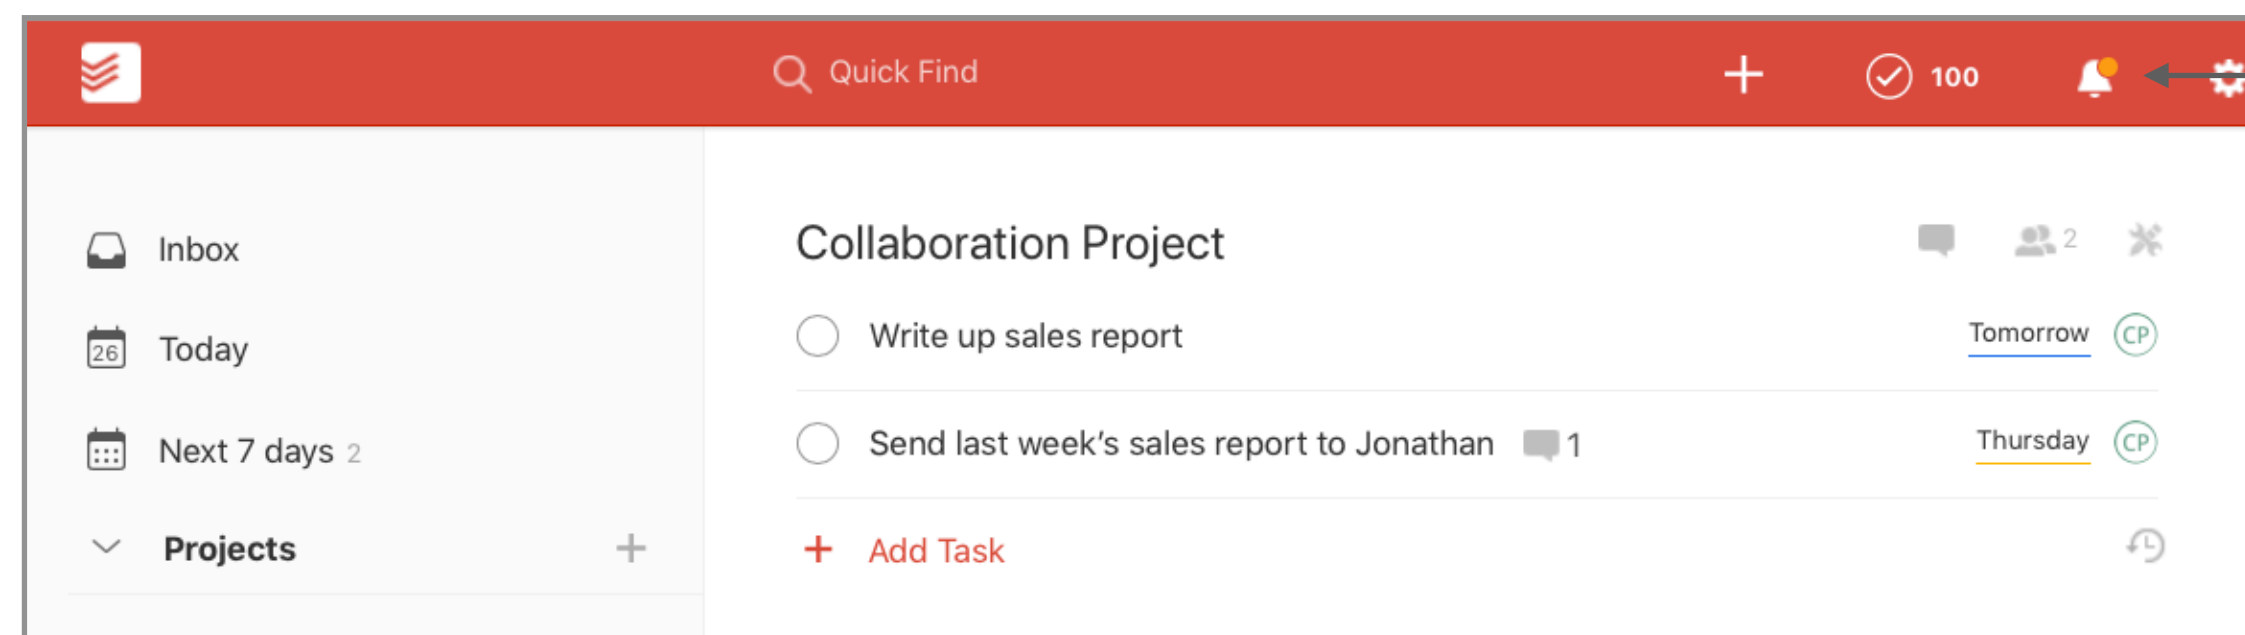 Quick Find
100
Inbox
26
Today
Next 7 days 2
Projects
Collaboration Project
2
Write up sales report
Tomorrow
CP
Send last week’s sales report to Jonathan 1
Thursday
CP
Add Task